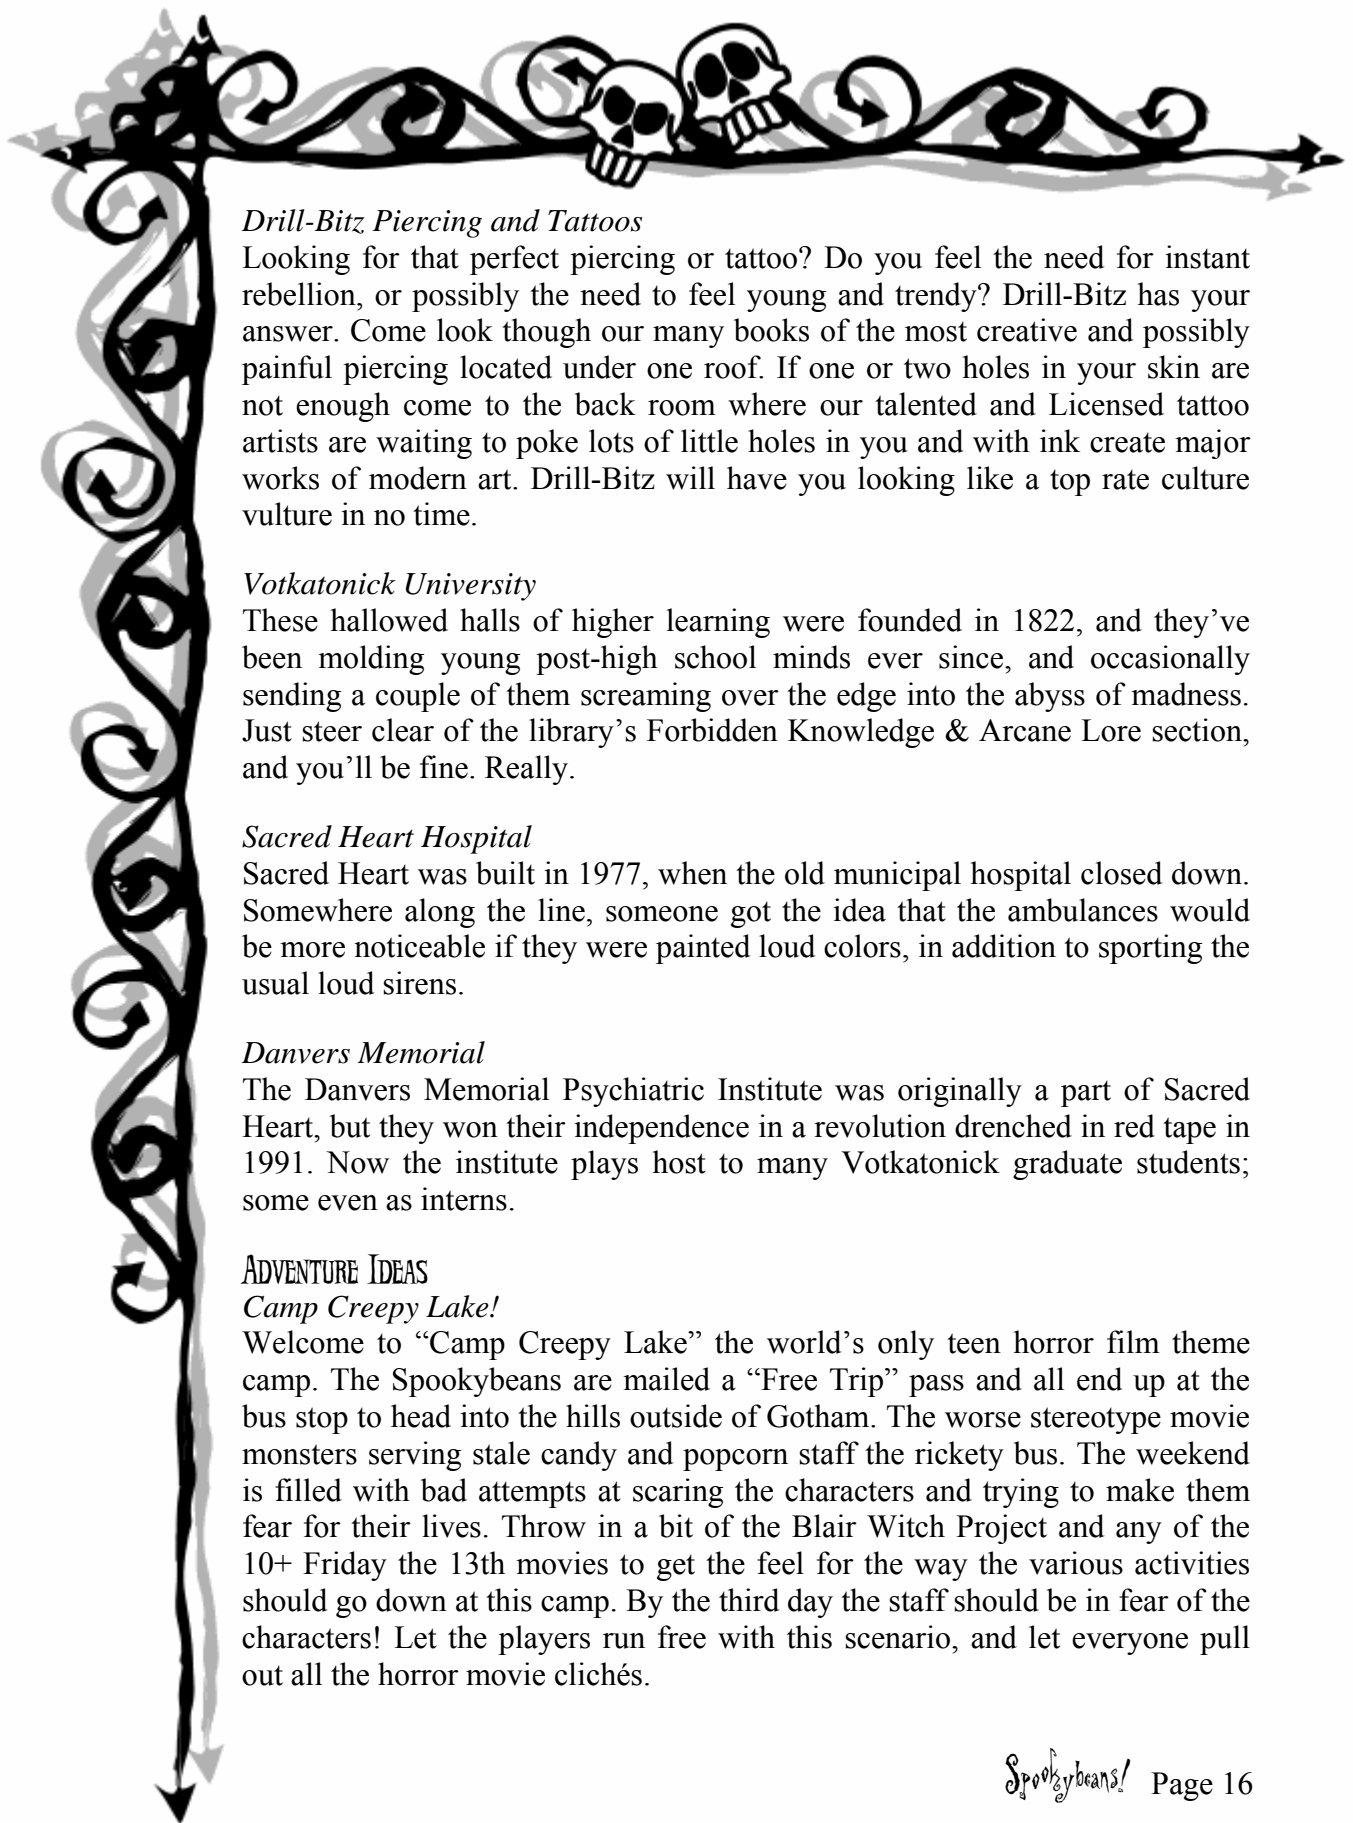 Drill-Bitz Piercing and Tattoos
Looking for that perfect piercing or tattoo? Do you feel the need for instant
rebellion, or possibly the need to feel young and trendy? Drill-Bitz has your
answer. Come look though our many books of the most creative and possibly
painful piercing located under one roof. If one or two holes in your skin are
not enough come to the back room where our talented and Licensed tattoo
artists are waiting to poke lots of little holes in you and with ink create major
works of modern art. Drill-Bitz will have you looking like a top rate culture
vulture in no time.
Votkatonick University
These hallowed halls of higher learning were founded in 1822, and they’ve
been molding young post-high school minds ever since, and occasionally
sending a couple of them screaming over the edge into the abyss of madness.
Just steer clear of the library’s Forbidden Knowledge & Arcane Lore section,
and you’ll be fine. Really.
Sacred Heart Hospital
Sacred Heart was built in 1977, when the old municipal hospital closed down.
Somewhere along the line, someone got the idea that the ambulances would
be more noticeable if they were painted loud colors, in addition to sporting the
usual loud sirens.
Danvers Memorial
The Danvers Memorial Psychiatric Institute was originally a part of Sacred
Heart, but they won their independence in a revolution drenched in red tape in
1991. Now the institute plays host to many Votkatonick graduate students;
some even as interns.
Adventure Ideas
Camp Creepy Lake!
Welcome to “Camp Creepy Lake” the world’s only teen horror film theme
camp. The Spookybeans are mailed a “Free Trip” pass and all end up at the
bus stop to head into the hills outside of Gotham. The worse stereotype movie
monsters serving stale candy and popcorn staff the rickety bus. The weekend
is filled with bad attempts at scaring the characters and trying to make them
fear for their lives. Throw in a bit of the Blair Witch Project and any of the
10+ Friday the 13th movies to get the feel for the way the various activities
should go down at this camp. By the third day the staff should be in fear of the
characters! Let the players run free with this scenario, and let everyone pull
out all the horror movie clichés.
Spookybeans! Page 16